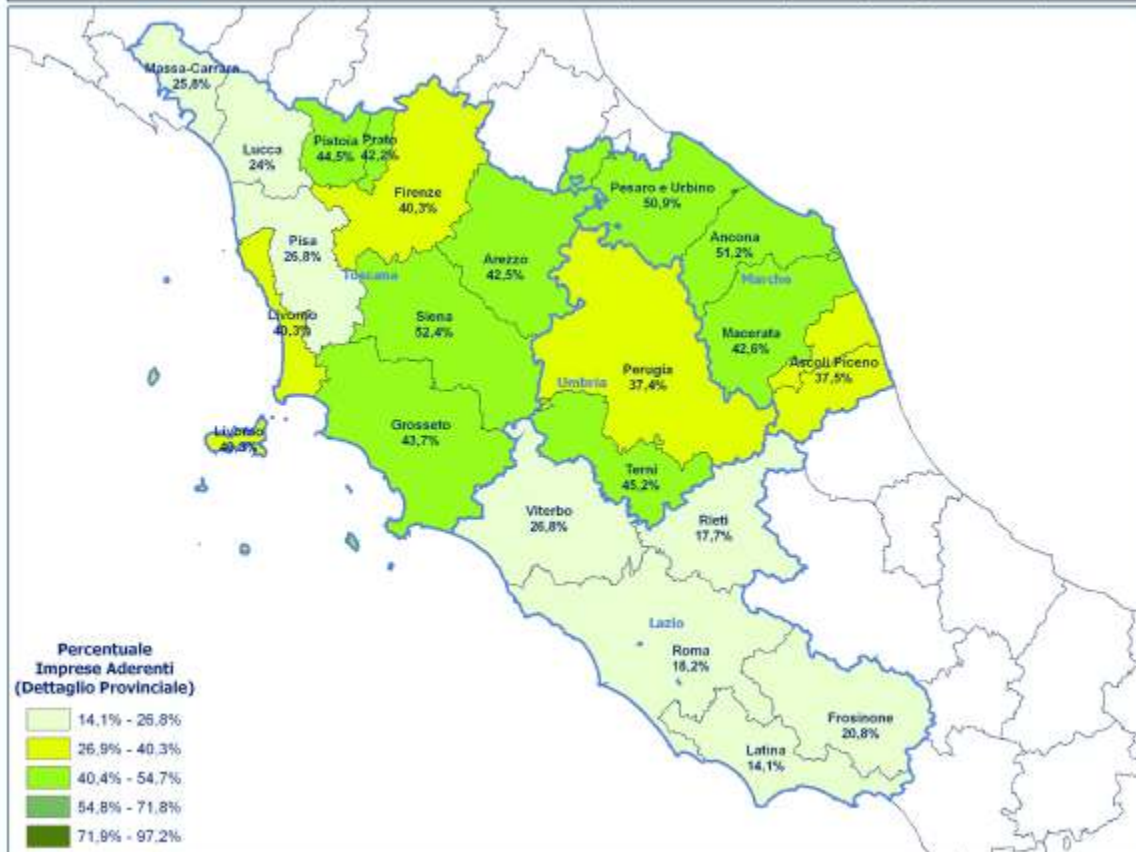 Massa-Carrara
25,8%
Lucca
24%
Pistoia
44,5%
Prato
42,2%
Firenze
40,3%
Pesaro e Urbino
50,9%
Ancona
51,2%
Pisa
26,8%
Toscana
Arezzo
42,5%
Marche
Livorno
40,3%
Siena
52,4%
Macerata
42,6%
Ascoli Piceno
37,5%
Perugia
37,4%
Umbria
Livorno
40,3%
Grosseto
43,7%
Terni
45,2%
Viterbo
26,8%
Rieti
17,7%
Lazio
Roma
18,2%
Frosinone
20,8%
Latina
14,1%
Percentuale
Imprese Aderenti
(Dettaglio Provinciale)
14,1% - 26,8%
26,9% - 40,3%
40,4% - 54,7%
54,8% - 71,8%
71,9% - 97,2%